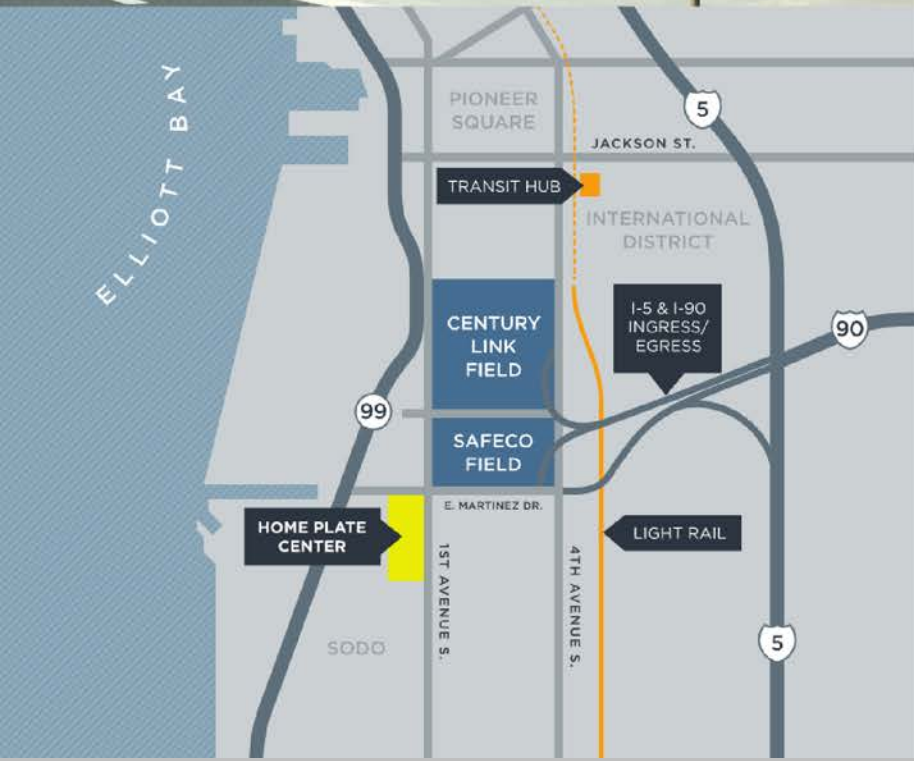 ELLIOTT BAY
PIONEER
SQUARE
5
JACKSON ST.
TRANSIT HUB
INTERNATIONAL
DISTRICT
CENTURY
LINK
FIELD
I-5 & I-90
INGRESS/
EGRESS
90
99
SAFECO
FIELD
E. MARTINEZ DR.
HOME PLATE
CENTER
1ST AVENUE S.
4TH AVENUE S.
LIGHT RAIL
SODO
5